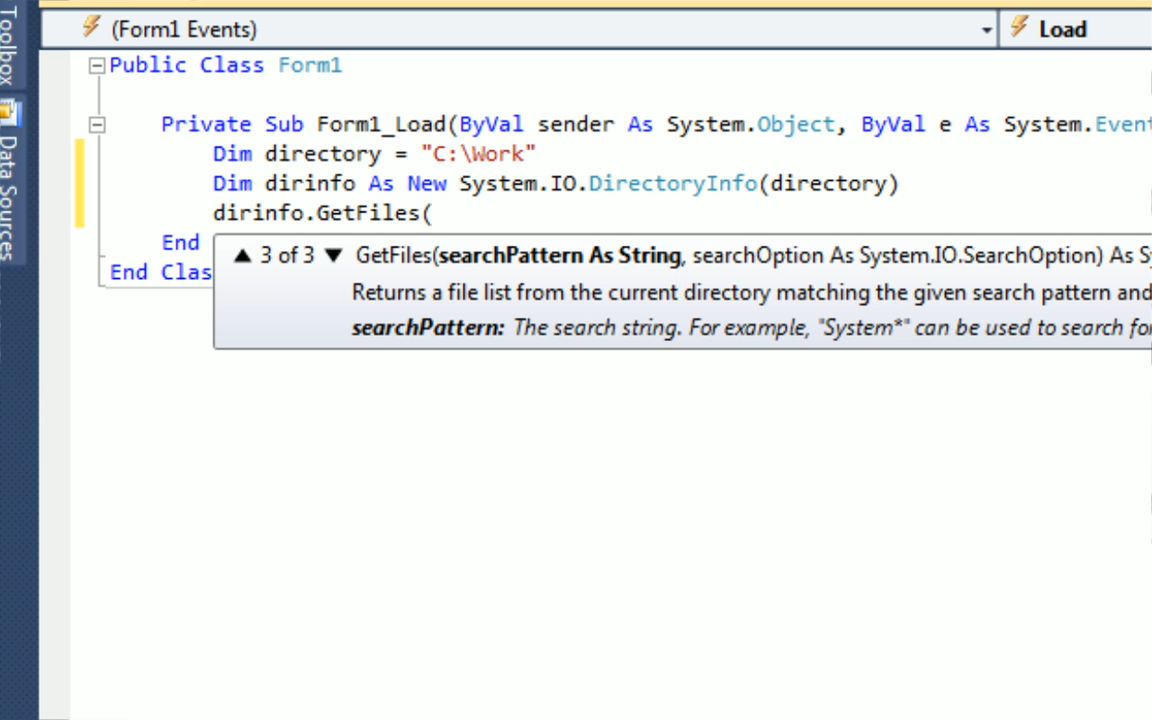 Toolbox
Data Sources
(Form1 Events)
Load
Public Class Form1
Private Sub Form1_Load(ByVal sender As System.Object, ByVal e As System.Event
Dim directory = "C:\Work"
Dim dirinfo As New System.IO.DirectoryInfo(directory)
dirinfo.GetFiles(
End
End Clas
▲ 3 of 3 ▼ GetFiles(searchPattern As String, searchOption As System.IO.SearchOption) As S
Returns a file list from the current directory matching the given search pattern and
searchPattern: The search string. For example, "System*" can be used to search fo